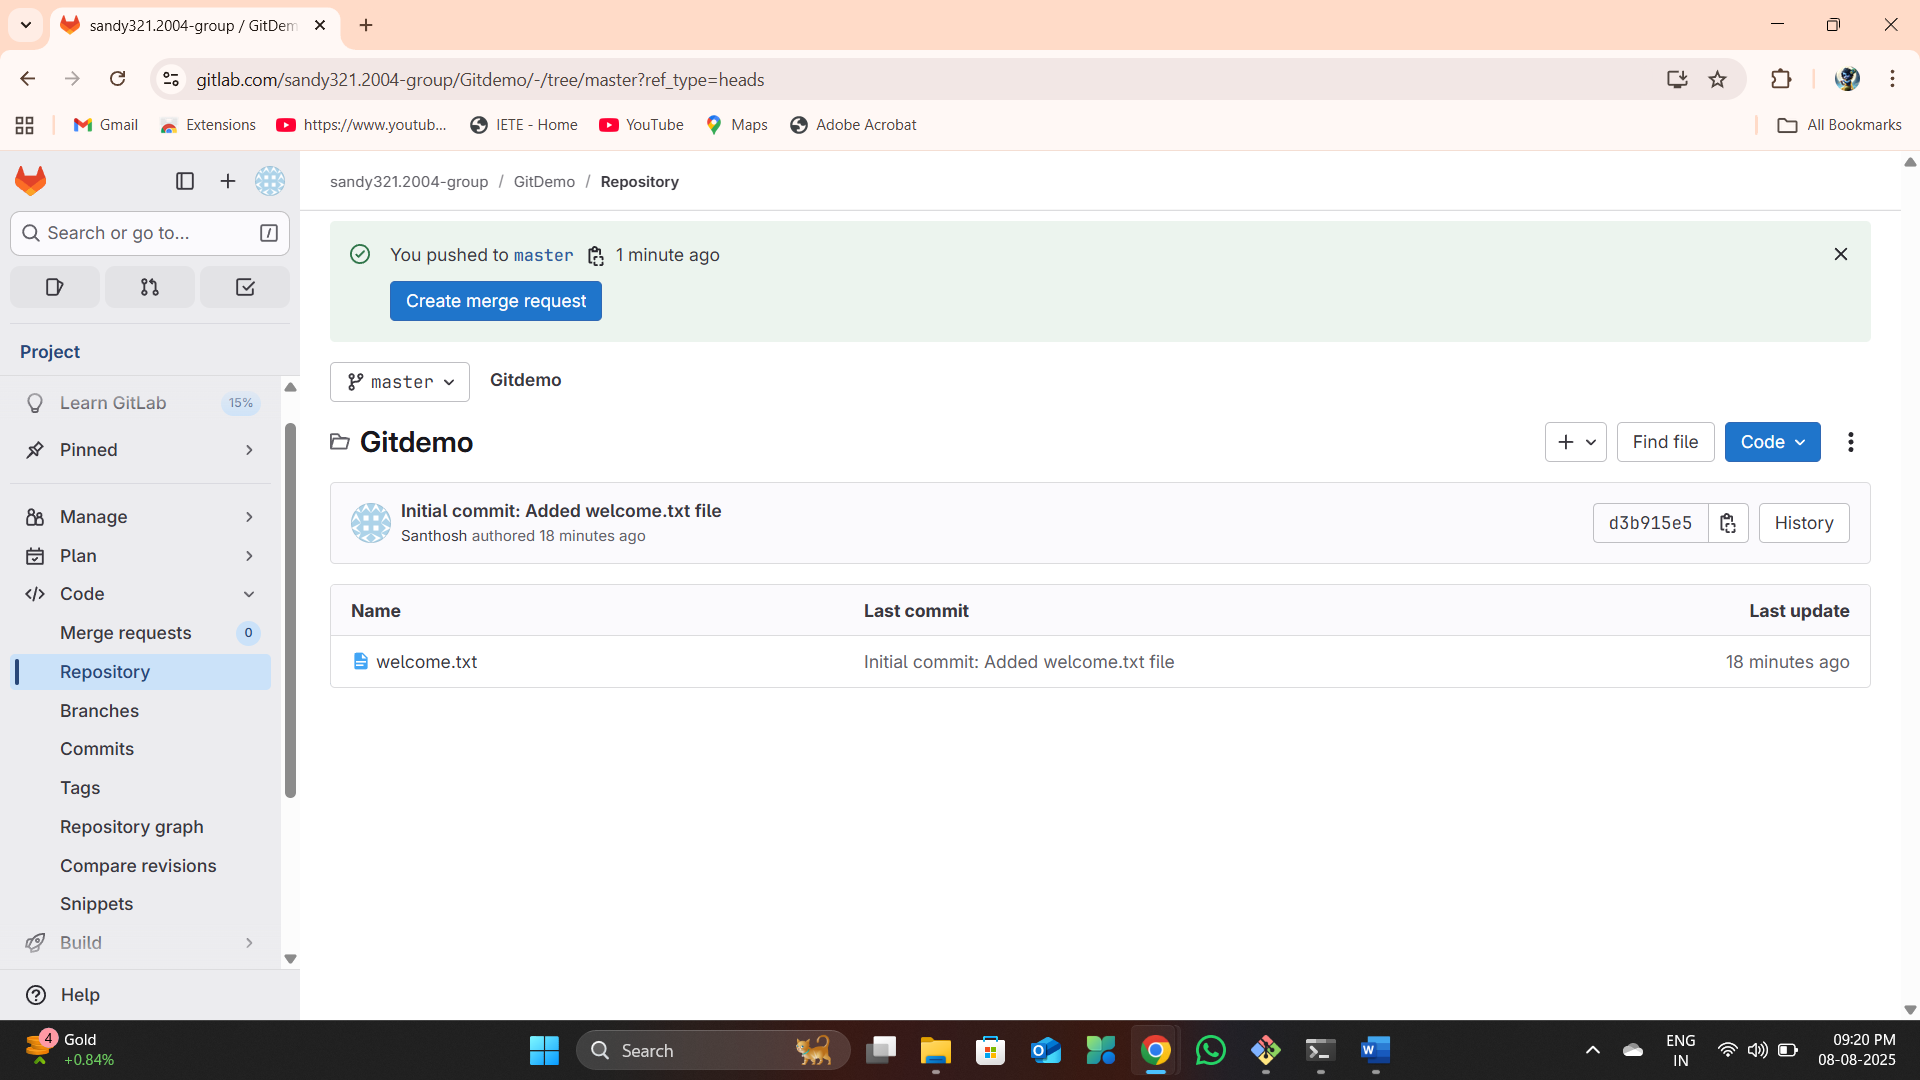 sandy321.2004-group / GitDem
gitlab.com/sandy321.2004-group/Gitdemo/-/tree/master?ref_type=heads
Gmail
Extensions
https://www.youtub...
IETE - Home
YouTube
Maps
Adobe Acrobat
All Bookmarks
Search or go to...
/
Project
Learn GitLab
15%
Pinned
Manage
Plan
Code
Merge requests
0
Repository
Branches
Commits
Tags
Repository graph
Compare revisions
Snippets
Build
Help
sandy321.2004-group / GitDemo / Repository
You pushed to master 1 minute ago
Create merge request
master
Gitdemo
Gitdemo
Find file
Code
Initial commit: Added welcome.txt file
Santhosh authored 18 minutes ago
d3b915e5
History
Name Last commit Last update
welcome.txt Initial commit: Added welcome.txt file 18 minutes ago
4
Gold
+0.84%
Search
ENG
IN
09:20 PM
08-08-2025